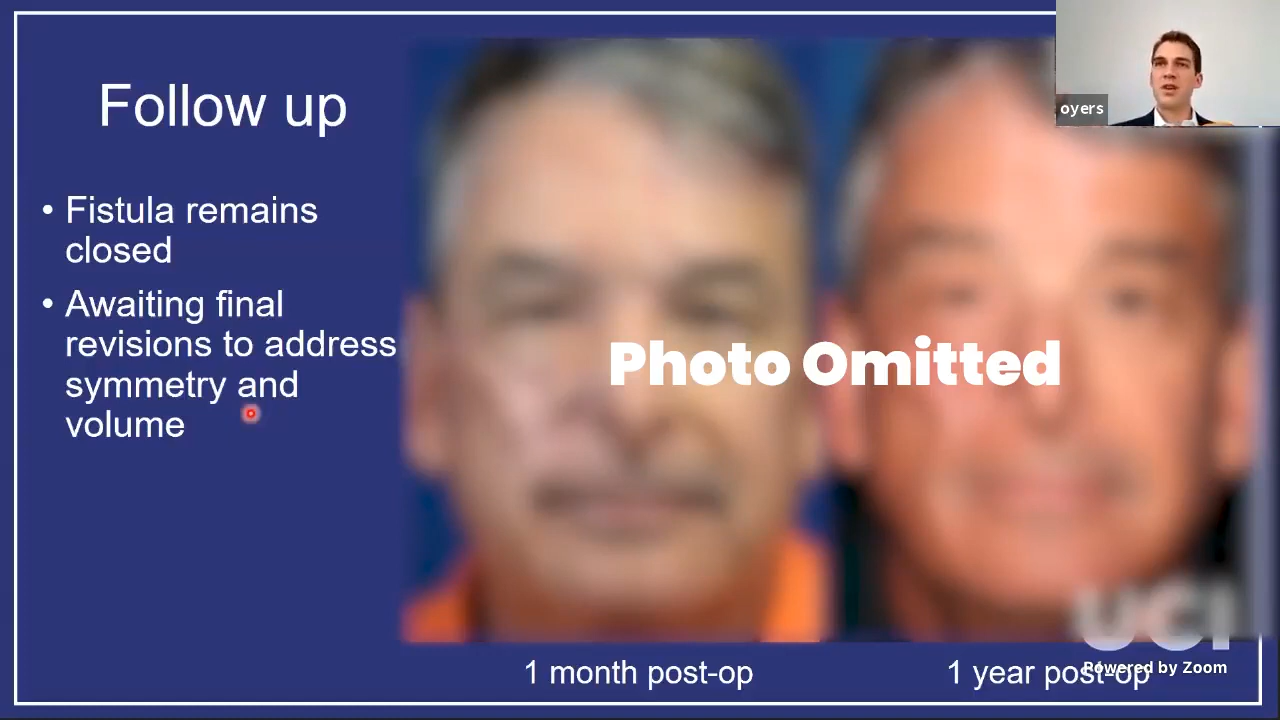 Follow up
• Fistula remains
closed
• Awaiting final
revisions to address
symmetry and
volume
Photo Omitted
oyers
UCI
1 month post-op
1 year post-op
Powered by Zoom